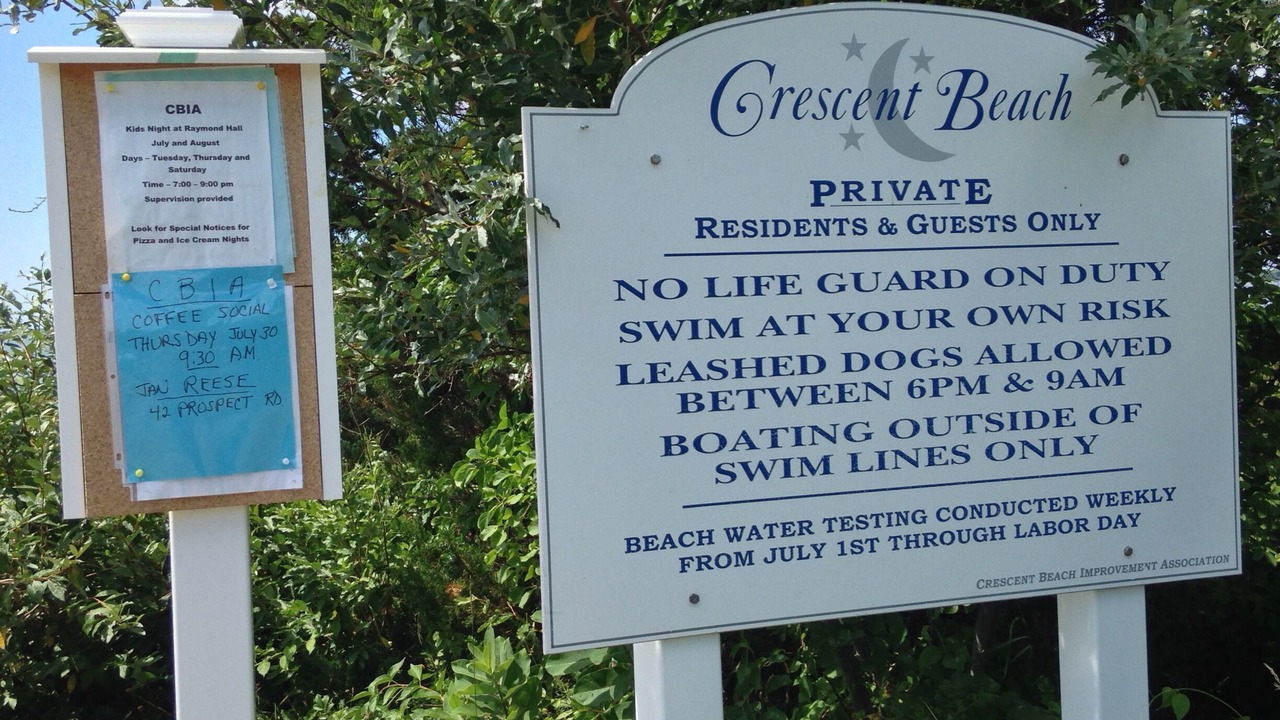 CBIA
Kids Night at Raymond Hall
July and August
Days – Tuesday, Thursday and
Saturday
Time – 7:00 – 9:00 pm
Supervision provided
Look for Special Notices for
Pizza and Ice Cream Nights
CBIA
COFFEE SOCIAL
THURSDAY JULY 30
9:30 AM
JAN REESE
42 PROSPECT RD
Crescent Beach
PRIVATE
RESIDENTS & GUESTS ONLY
NO LIFE GUARD ON DUTY
SWIM AT YOUR OWN RISK
LEASHED DOGS ALLOWED
BETWEEN 6PM & 9AM
BOATING OUTSIDE OF
SWIM LINES ONLY
BEACH WATER TESTING CONDUCTED WEEKLY
FROM JULY 1ST THROUGH LABOR DAY
CRESCENT BEACH IMPROVEMENT ASSOCIATION